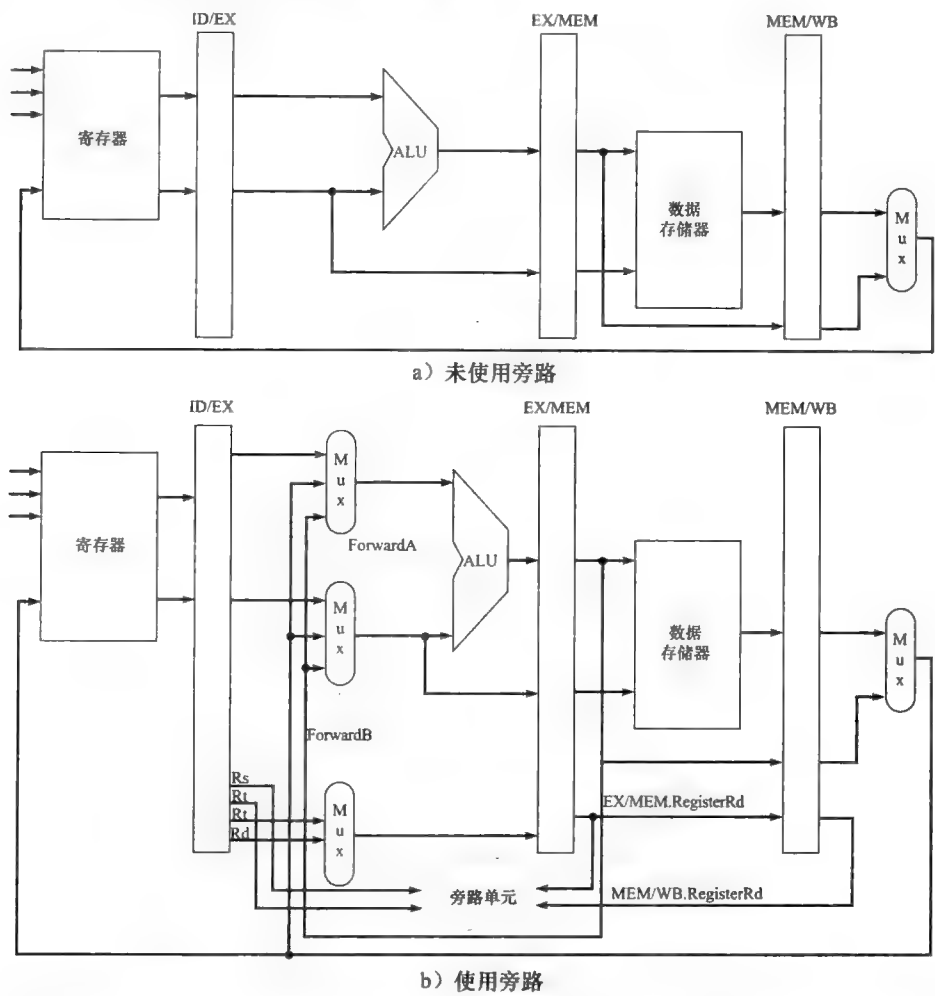 ID/EX
EX/MEM
MEM/WB
寄存器
ALU
数据
存储器
M
u
x
a）未使用旁路
ID/EX
EX/MEM
MEM/WB
M
u
x
寄存器
ForwardA
ALU
M
u
x
数据
存储器
M
u
x
ForwardB
Rs
Rt
Rt
Rd
M
u
x
EX/MEM.RegisterRd
旁路单元
MEM/WB.RegisterRd
b）使用旁路